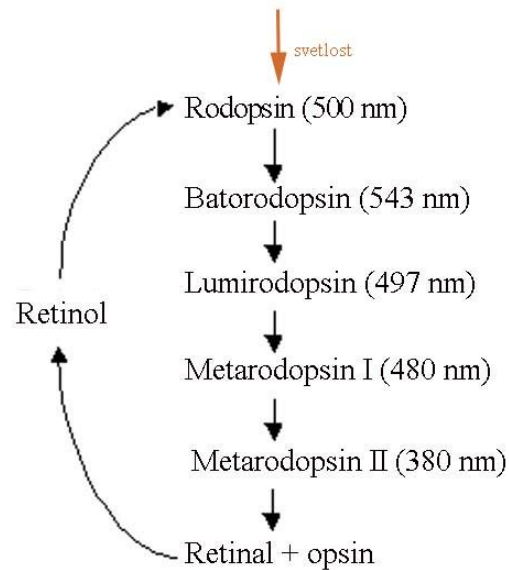 svetlost
Rodopsin (500 nm)
Batorodopsin (543 nm)
Lumirodopsin (497 nm)
Retinol
Metarodopsin I (480 nm)
Metarodopsin II (380 nm)
Retinal + opsin